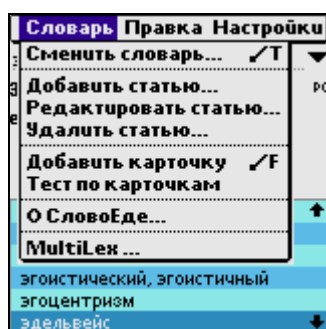 Словарь Правка Настройки
Сменить словарь... ∕T
Добавить статью...
Редактировать статью...
Удалить статью...
Добавить карточку ∕F
Тест по карточкам
О СловоЕде...
MultiLex ...
эгоистический, эгоистичный
эгоцентризм
эдельвейс